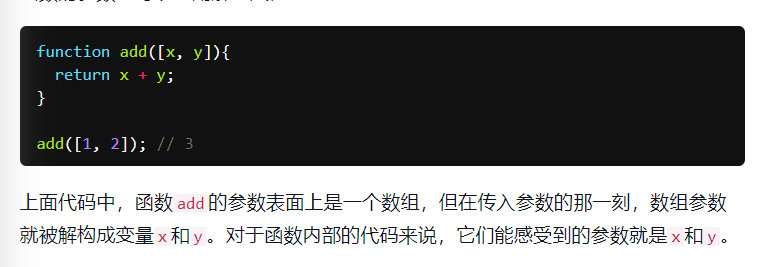 function add([x, y]){
  return x + y;
}
add([1, 2]); // 3
上面代码中，函数add的参数表面上是一个数组，但在传入参数的那一刻，数组参数
就被解构成变量x和y。对于函数内部的代码来说，它们能感受到的参数就是x和y。